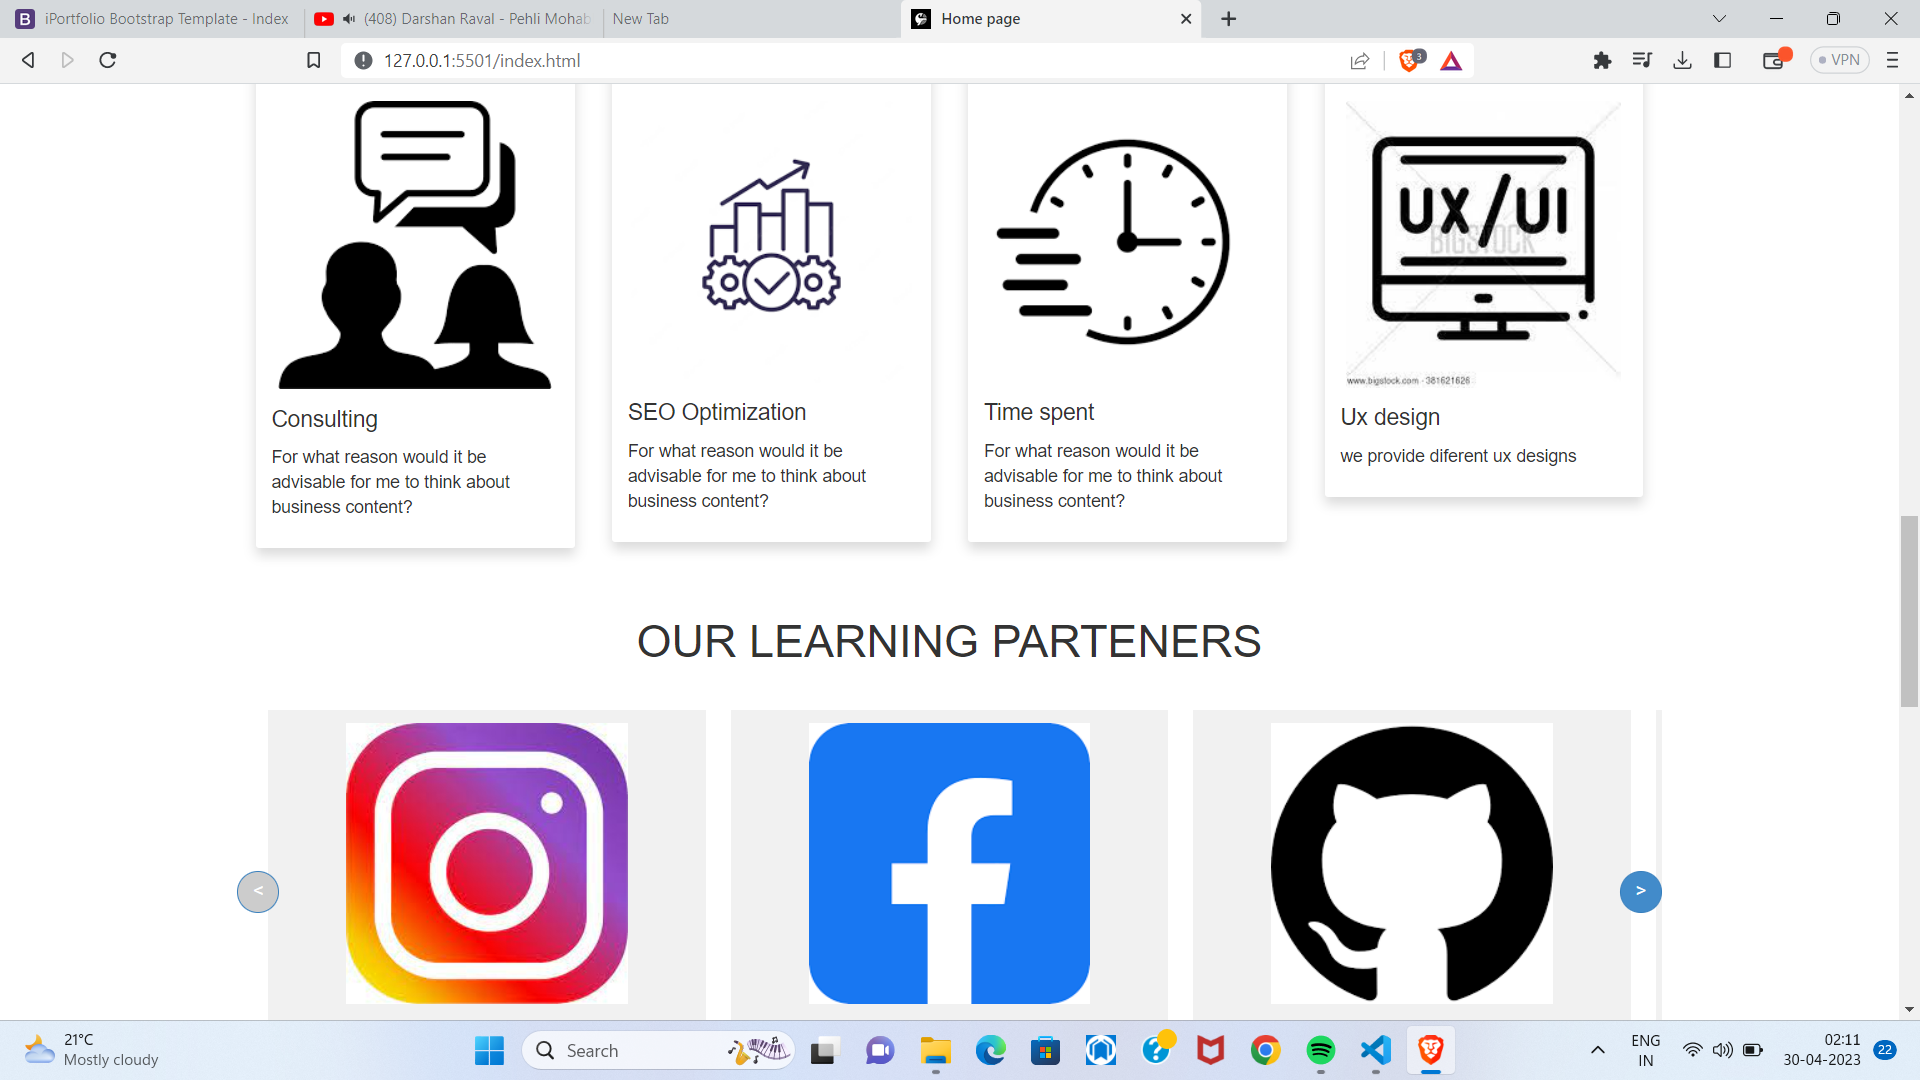 iPortfolio Bootstrap Template - Index
(408) Darshan Raval - Pehli Mohab
New Tab
Home page
127.0.0.1:5501/index.html
3
VPN
UX/UI
BIGSTOCK
www.bigstock.com · 381621626
Consulting
For what reason would it be
advisable for me to think about
business content?
SEO Optimization
For what reason would it be
advisable for me to think about
business content?
Time spent
For what reason would it be
advisable for me to think about
business content?
Ux design
we provide diferent ux designs
OUR LEARNING PARTENERS
<
>
21°C
Mostly cloudy
Search
ENG
IN
02:11
30-04-2023
22